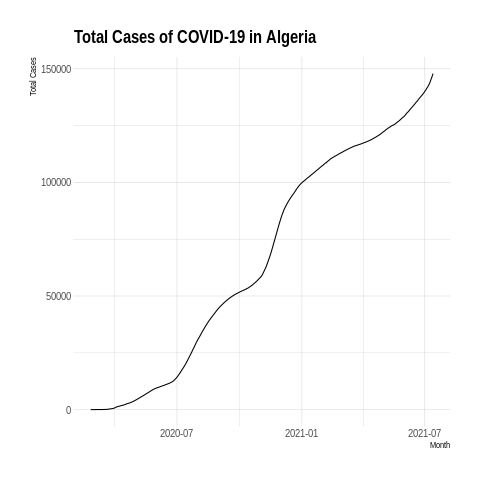 Total Cases of COVID-19 in Algeria
Total Cases
150000
100000
50000
0
2020-07
2021-01
2021-07
Month